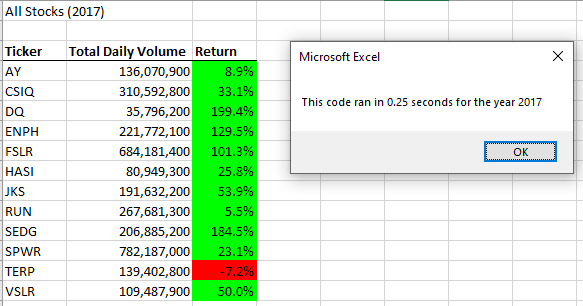 All Stocks (2017)
Ticker Total Daily Volume Return
AY 136,070,900 8.9%
CSIQ 310,592,800 33.1%
DQ 35,796,200 199.4%
ENPH 221,772,100 129.5%
FSLR 684,181,400 101.3%
HASI 80,949,300 25.8%
JKS 191,632,200 53.9%
RUN 267,681,300 5.5%
SEDG 206,885,200 184.5%
SPWR 782,187,000 23.1%
TERP 139,402,800 -7.2%
VSLR 109,487,900 50.0%
Microsoft Excel
This code ran in 0.25 seconds for the year 2017
OK